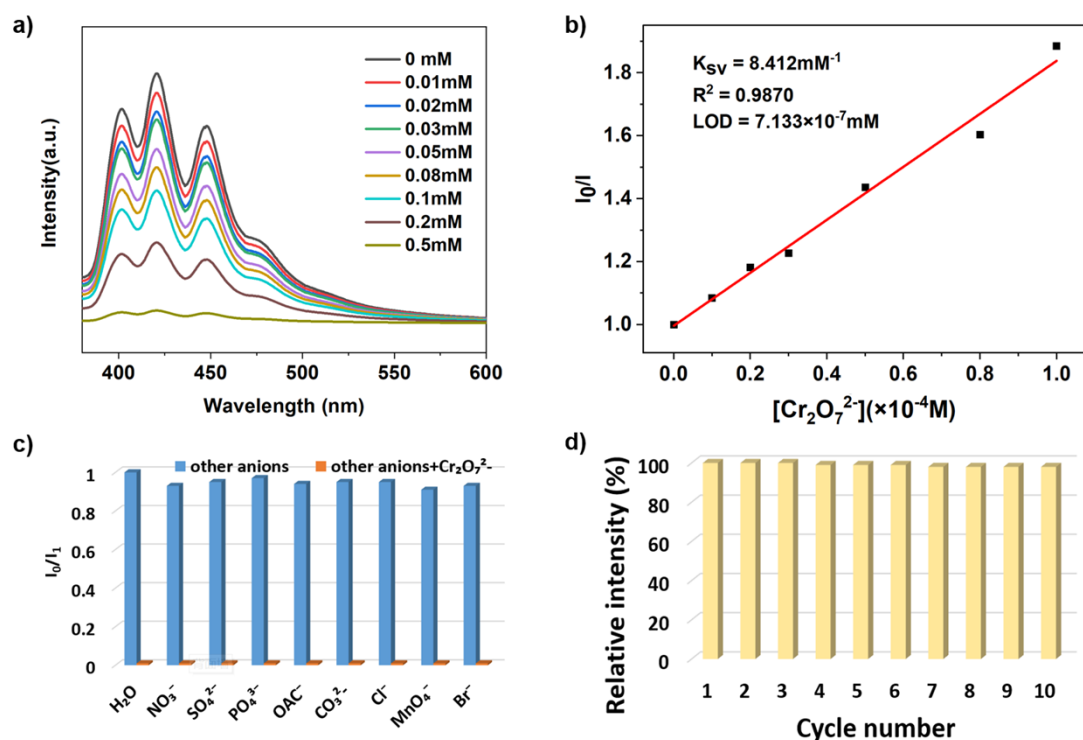 a)
Intensity(a.u.)
0 mM
0.01mM
0.02mM
0.03mM
0.05mM
0.08mM
0.1mM
0.2mM
0.5mM
400 450 500 550 600
Wavelength (nm)
b)
I₀/I
1.8
1.6
1.4
1.2
1.0
K_SV = 8.412mM⁻¹
R² = 0.9870
LOD = 7.133×10⁻⁷mM
0.0 0.2 0.4 0.6 0.8 1.0
[Cr₂O₇²⁻](×10⁻⁴M)
c)
other anions other anions+Cr₂O₇²⁻
I₀/I₁
1
0.8
0.6
0.4
0.2
0
H₂O NO₃⁻ SO₄²⁻ PO₄³⁻ OAC⁻ CO₃²⁻ Cl⁻ MnO₄⁻ Br⁻
d)
Relative intensity (%)
100
80
60
40
20
0
1 2 3 4 5 6 7 8 9 10
Cycle number